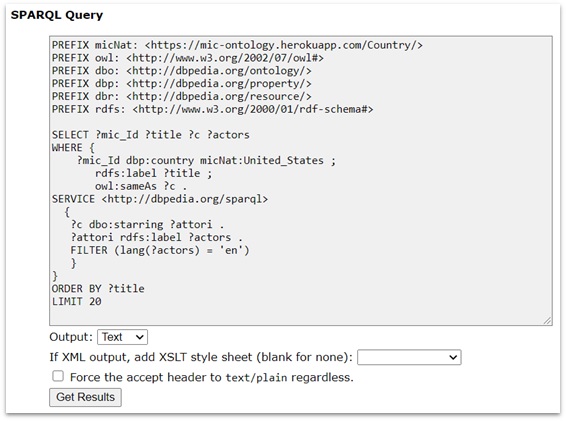 SPARQL Query
PREFIX micNat: <https://mic-ontology.herokuapp.com/Country/>
PREFIX owl: <http://www.w3.org/2002/07/owl#>
PREFIX dbo: <http://dbpedia.org/ontology/>
PREFIX dbp: <http://dbpedia.org/property/>
PREFIX dbr: <http://dbpedia.org/resource/>
PREFIX rdfs: <http://www.w3.org/2000/01/rdf-schema#>

SELECT ?mic_Id ?title ?c ?actors
WHERE {
    ?mic_Id dbp:country micNat:United_States ;
       rdfs:label ?title ;
       owl:sameAs ?c .
SERVICE <http://dbpedia.org/sparql>
  {
   ?c dbo:starring ?attori .
   ?attori rdfs:label ?actors .
   FILTER (lang(?actors) = 'en')
   }
}
ORDER BY ?title
LIMIT 20
Output: Text
If XML output, add XSLT style sheet (blank for none):
Force the accept header to text/plain regardless.
Get Results